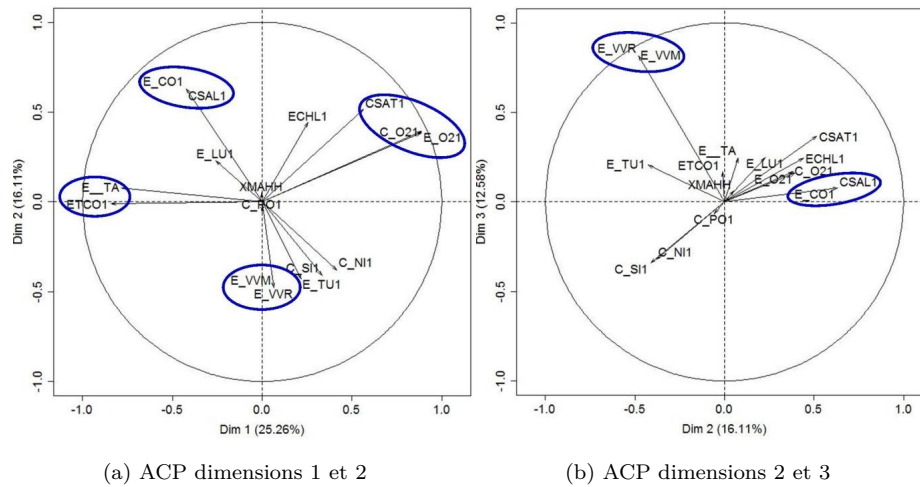 1.0
0.5
0.0
-0.5
-1.0
Dim 2 (16.11%)
E_CO1
CSAL1
ECHL1
CSAT1
C_O21
E_O21
E_LU1
XMAHH
E__TA
ETCO1
C_PO1
C_SI1
C_NI1
E_TU1
E_VVM
E_VVR
-1.0 -0.5 0.0 0.5 1.0
Dim 1 (25.26%)
(a) ACP dimensions 1 et 2
1.0
0.5
0.0
-0.5
-1.0
Dim 3 (12.58%)
E_VVR
E_VVM
CSAT1
E__TA
ECHL1
E_TU1
ETCO1
E_LU1
C_O21
E_O21
XMAHH
CSAL1
E_CO1
C_PO1
C_NI1
C_SI1
-1.0 -0.5 0.0 0.5 1.0
Dim 2 (16.11%)
(b) ACP dimensions 2 et 3